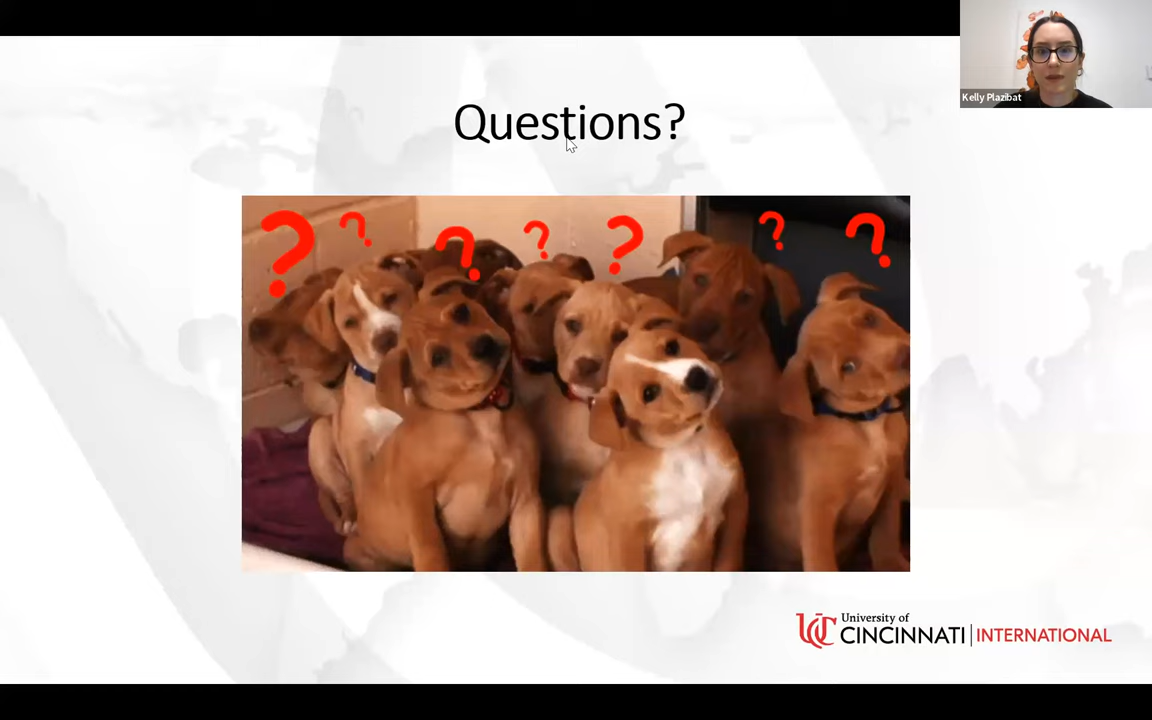 Kelly Plazibat
Questions?
? ? ? ? ? ? ?
University of
CINCINNATI | INTERNATIONAL